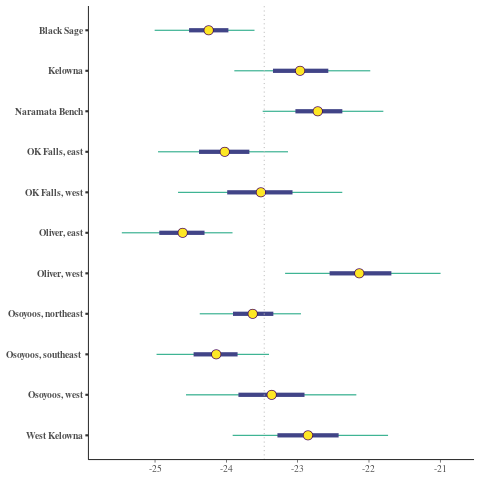 Black Sage
Kelowna
Naramata Bench
OK Falls, east
OK Falls, west
Oliver, east
Oliver, west
Osoyoos, northeast
Osoyoos, southeast
Osoyoos, west
West Kelowna
-25 -24 -23 -22 -21